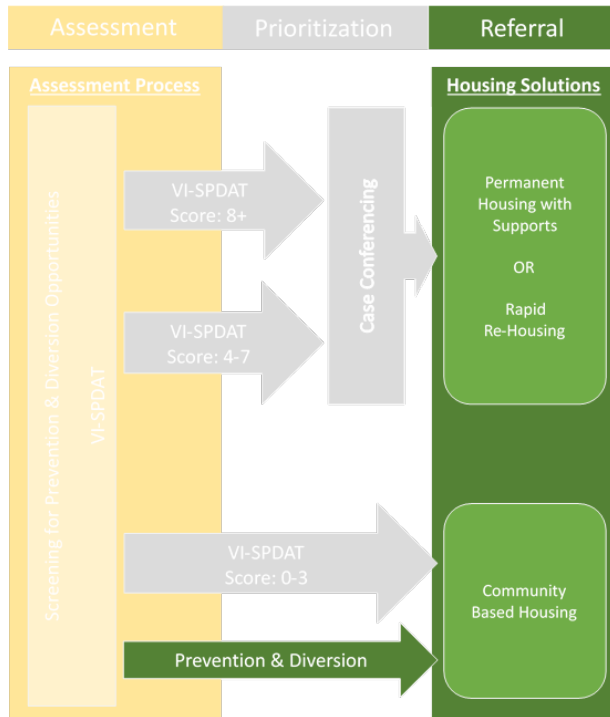 Assessment
Prioritization
Referral
Assessment Process
Housing Solutions
Screening for Prevention & Diversion Opportunities
VI-SPDAT
VI-SPDAT
Score: 8+
VI-SPDAT
Score: 4-7
Case Conferencing
Permanent
Housing with
Supports
OR
Rapid
Re-Housing
VI-SPDAT
Score: 0-3
Community
Based Housing
Prevention & Diversion